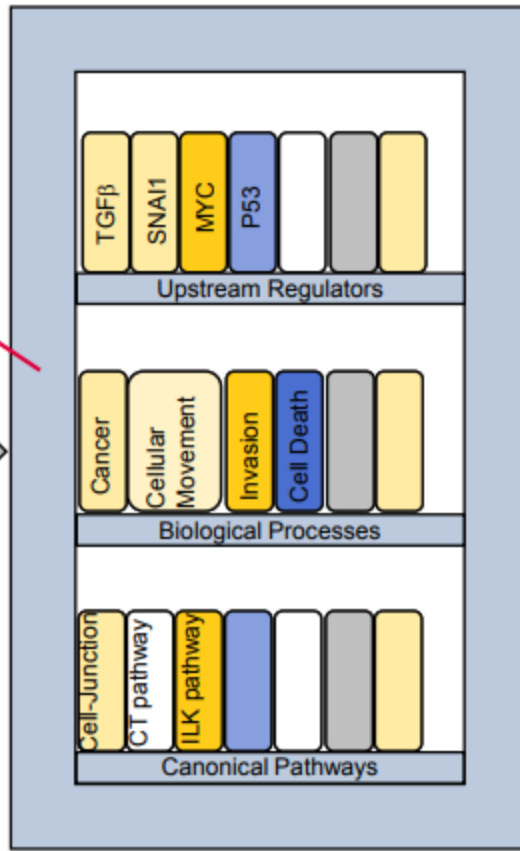 TGFβ
SNAI1
MYC
P53
Upstream Regulators
Cancer
Cellular
Movement
Invasion
Cell Death
Biological Processes
Cell-Junction
CT pathway
ILK pathway
Canonical Pathways